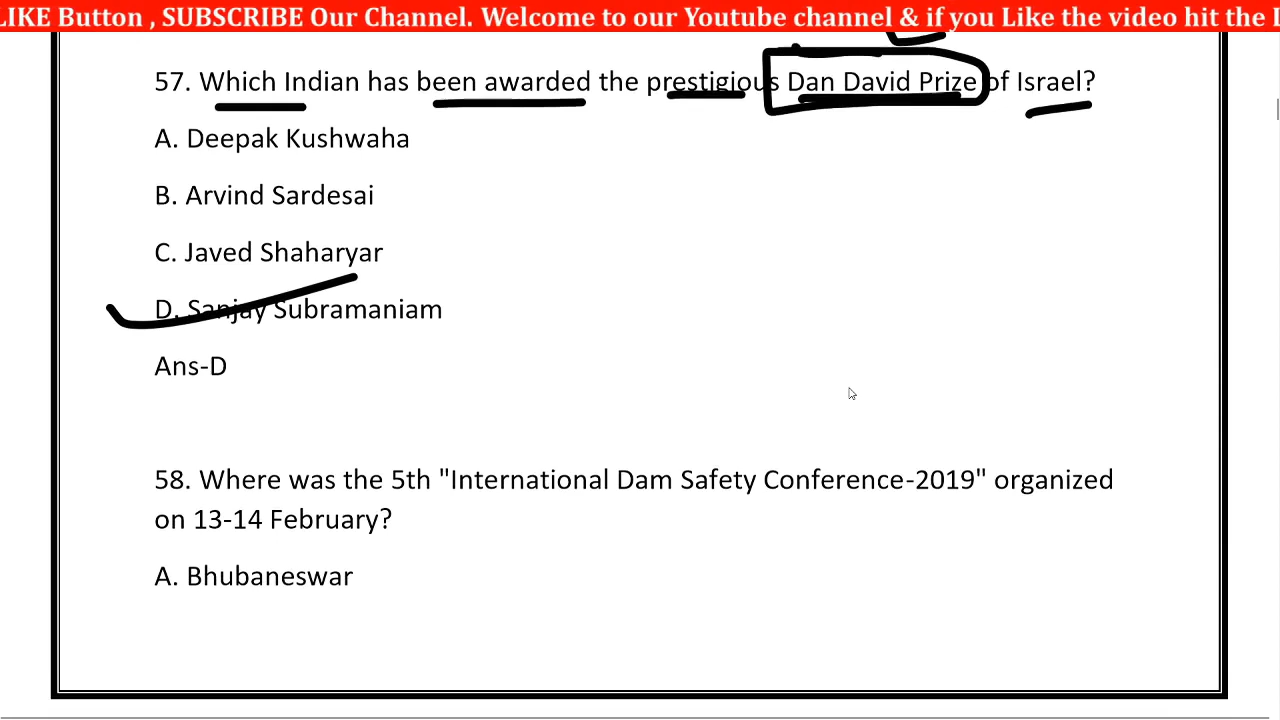 LIKE Button , SUBSCRIBE Our Channel. Welcome to our Youtube channel & if you Like the video hit the
57. Which Indian has been awarded the prestigious Dan David Prize of Israel?
A. Deepak Kushwaha
B. Arvind Sardesai
C. Javed Shaharyar
D. Sanjay Subramaniam
Ans-D
58. Where was the 5th "International Dam Safety Conference-2019" organized
on 13-14 February?
A. Bhubaneswar